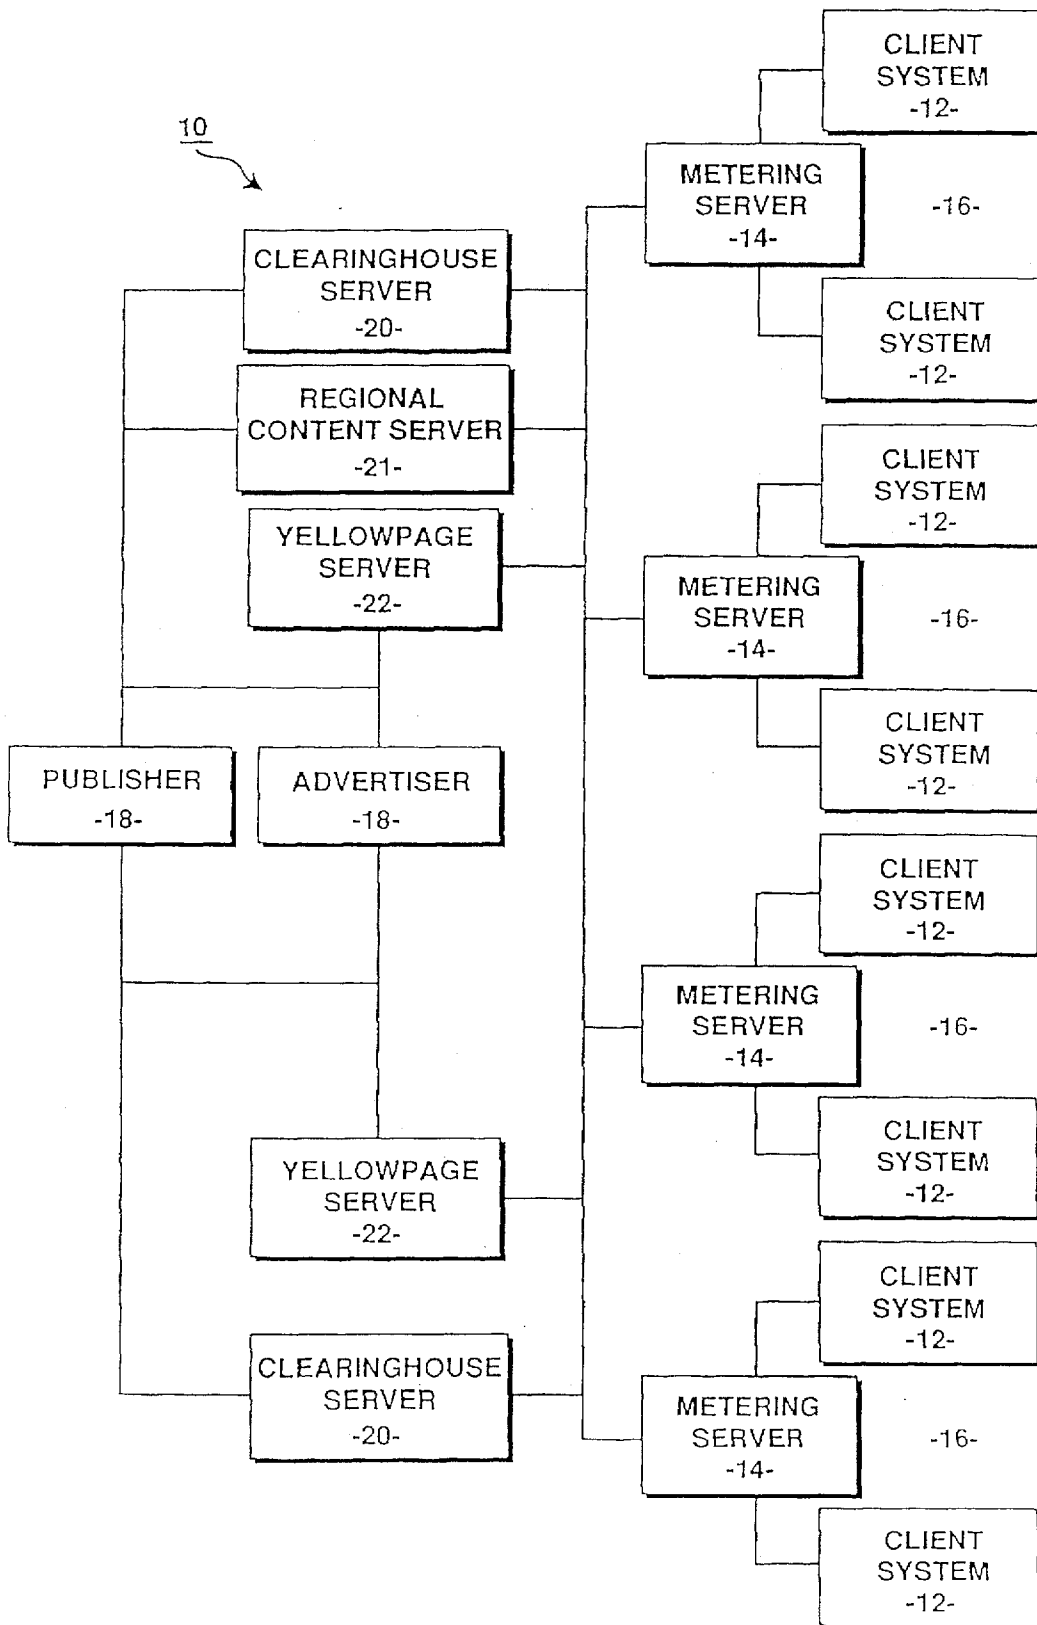 10
CLEARINGHOUSE
SERVER
-20-
REGIONAL
CONTENT SERVER
-21-
YELLOWPAGE
SERVER
-22-
PUBLISHER
-18-
ADVERTISER
-18-
YELLOWPAGE
SERVER
-22-
CLEARINGHOUSE
SERVER
-20-
CLIENT
SYSTEM
-12-
METERING
SERVER
-14-
-16-
CLIENT
SYSTEM
-12-
CLIENT
SYSTEM
-12-
METERING
SERVER
-14-
-16-
CLIENT
SYSTEM
-12-
CLIENT
SYSTEM
-12-
METERING
SERVER
-14-
-16-
CLIENT
SYSTEM
-12-
CLIENT
SYSTEM
-12-
METERING
SERVER
-14-
-16-
CLIENT
SYSTEM
-12-